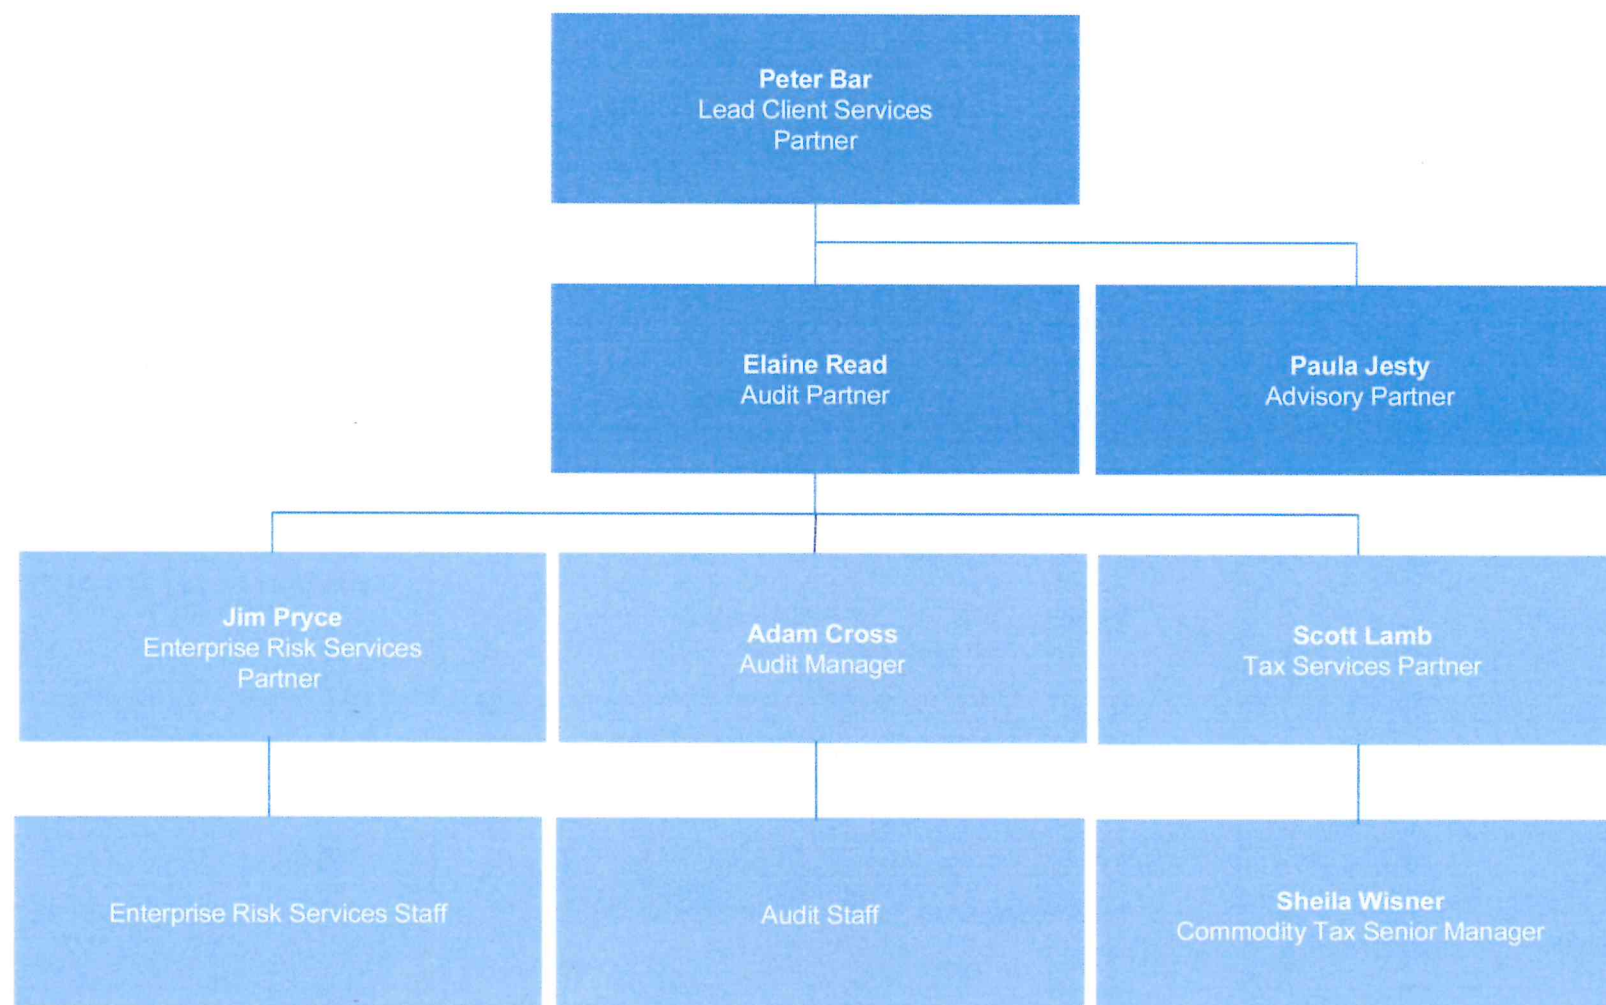 Peter Bar
Lead Client Services
Partner
Elaine Read
Audit Partner
Paula Jesty
Advisory Partner
Jim Pryce
Enterprise Risk Services
Partner
Adam Cross
Audit Manager
Scott Lamb
Tax Services Partner
Enterprise Risk Services Staff
Audit Staff
Sheila Wisner
Commodity Tax Senior Manager